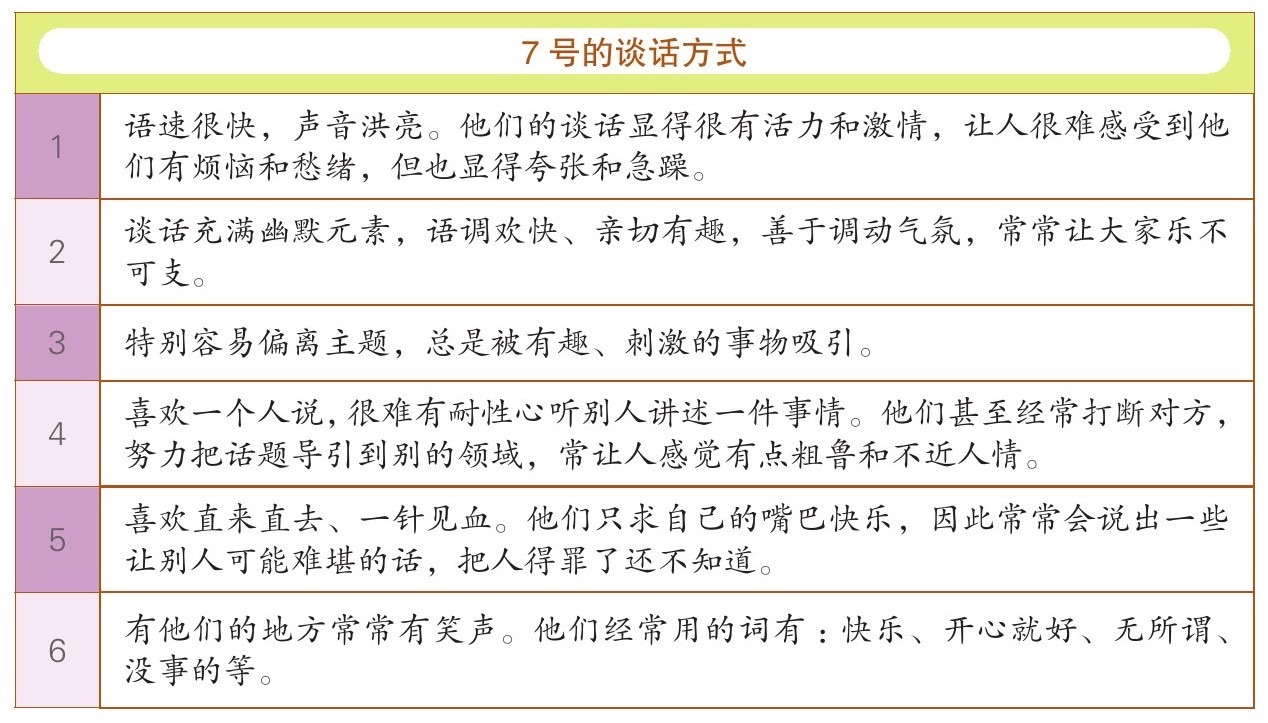 7 号的谈话方式
1
语速很快，声音洪亮。他们的谈话显得很有活力和激情，让人很难感受到他
们有烦恼和愁绪，但也显得夸张和急躁。
2
谈话充满幽默元素，语调欢快、亲切有趣，善于调动气氛，常常让大家乐不
可支。
3
特别容易偏离主题，总是被有趣、刺激的事物吸引。
4
喜欢一个人说，很难有耐性心听别人讲述一件事情。他们甚至经常打断对方，
努力把话题导引到别的领域，常让人感觉有点粗鲁和不近人情。
5
喜欢直来直去、一针见血。他们只求自己的嘴巴快乐，因此常常会说出一些
让别人可能难堪的话，把人得罪了还不知道。
6
有他们的地方常常有笑声。他们经常用的词有：快乐、开心就好、无所谓、
没事的等。